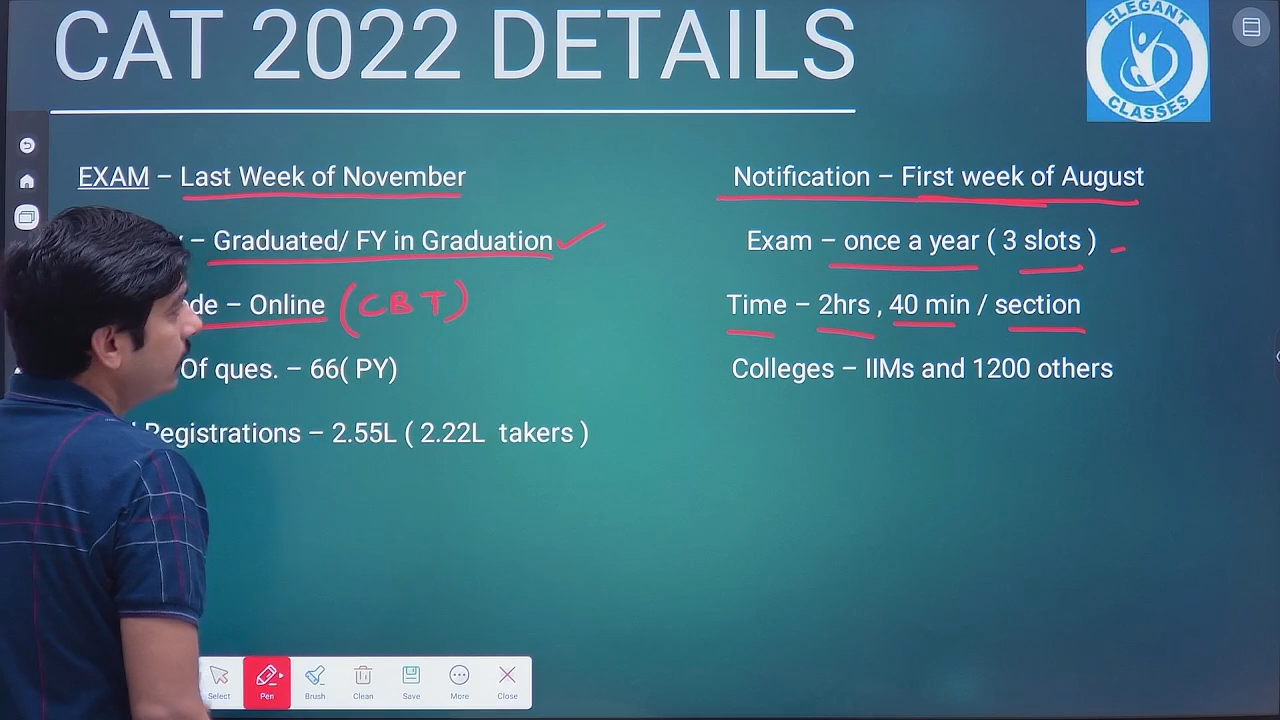 CAT 2022 DETAILS
ELEGANT
CLASSES
EXAM – Last Week of November
– Graduated/ FY in Graduation
de – Online (CBT)
Of ques. – 66( PY)
Registrations – 2.55L ( 2.22L takers )
Notification – First week of August
Exam – once a year ( 3 slots )
Time – 2hrs , 40 min / section
Colleges – IIMs and 1200 others
Select
Pen
Brush
Clean
Save
More
Close